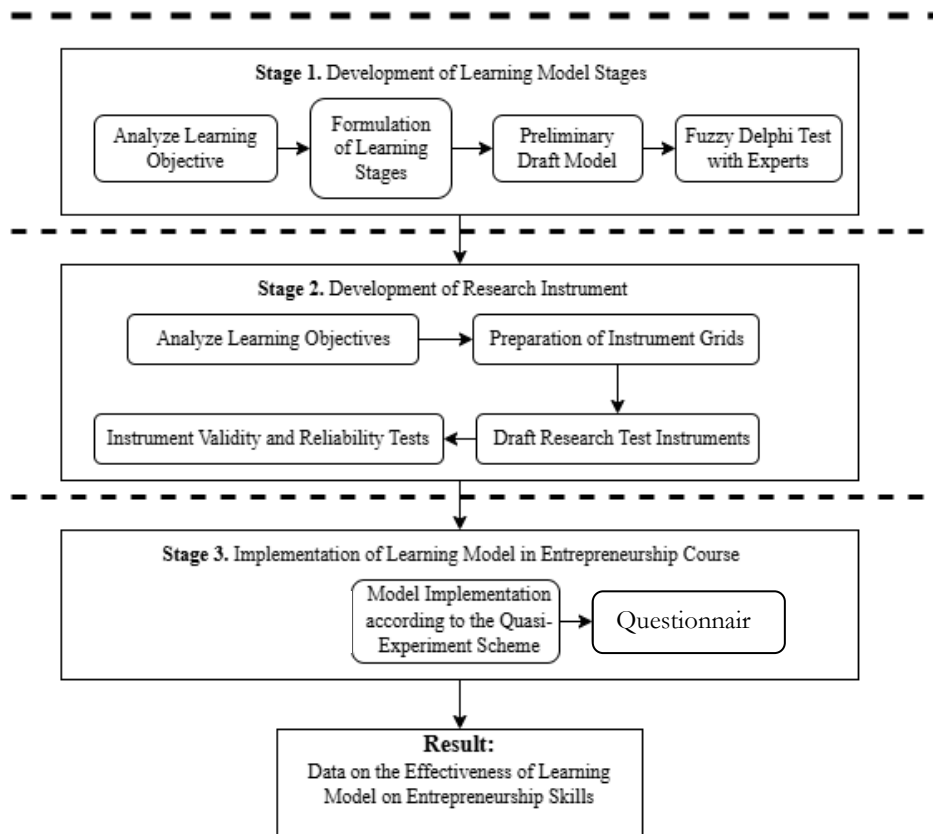 Stage 1. Development of Learning Model Stages
Analyze Learning
Objective
Formulation
of Learning
Stages
Preliminary
Draft Model
Fuzzy Delphi Test
with Experts
Stage 2. Development of Research Instrument
Analyze Learning Objectives
Preparation of Instrument Grids
Instrument Validity and Reliability Tests
Draft Research Test Instruments
Stage 3. Implementation of Learning Model in Entrepreneurship Course
Model Implementation
according to the Quasi-
Experiment Scheme
Questionnair
Result:
Data on the Effectiveness of Learning
Model on Entrepreneurship Skills